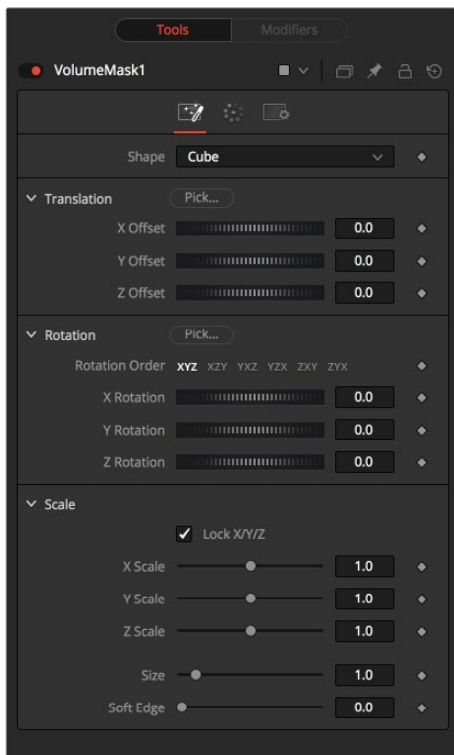 Tools Modifiers
VolumeMask1
Shape Cube
Translation Pick...
X Offset 0.0
Y Offset 0.0
Z Offset 0.0
Rotation Pick...
Rotation Order XYZ XZY YXZ YZX ZXY ZYX
X Rotation 0.0
Y Rotation 0.0
Z Rotation 0.0
Scale
Lock X/Y/Z
X Scale 1.0
Y Scale 1.0
Z Scale 1.0
Size 1.0
Soft Edge 0.0